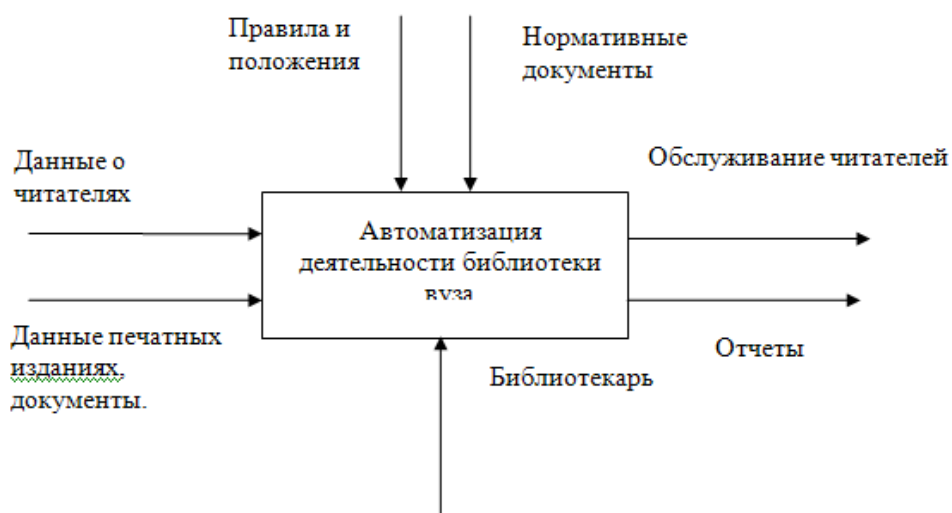 Правила и
положения
Нормативные
документы
Данные о
читателях
Обслуживание читателей
Автоматизация
деятельности библиотеки
вуза
Данные печатных
изданиях,
документы.
Отчеты
Библиотекарь